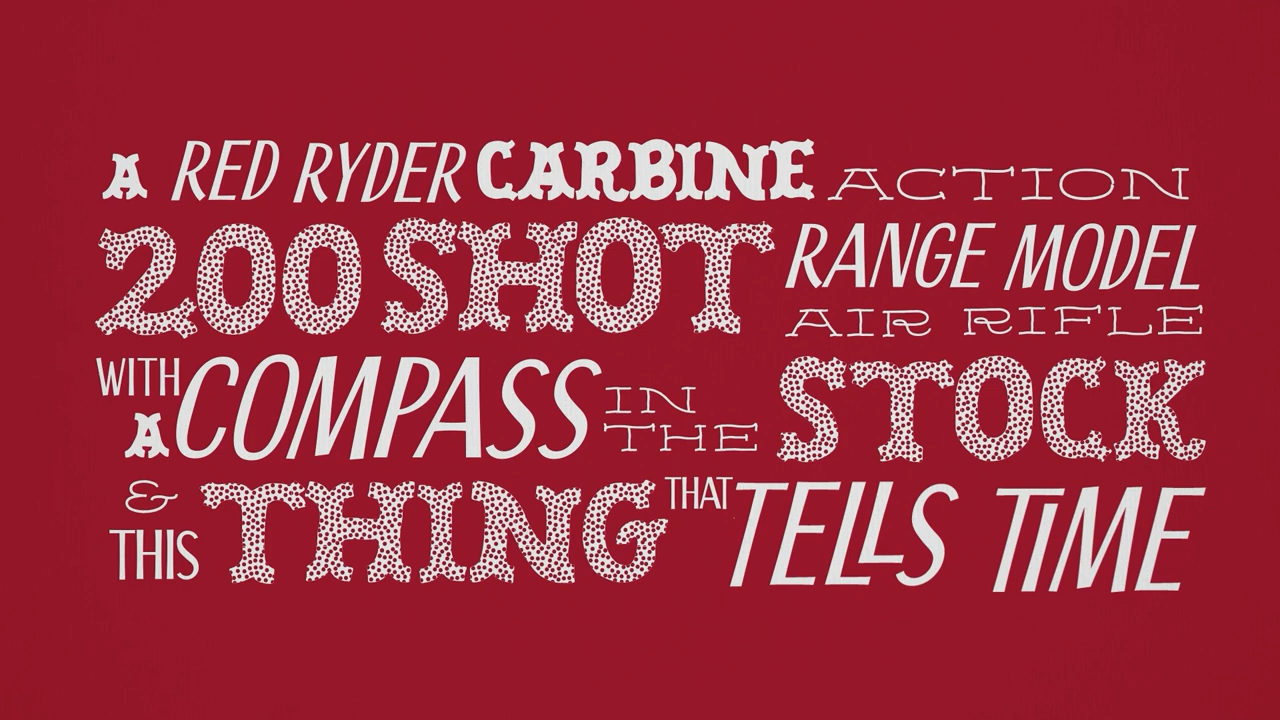 A RED RYDER CARBINE ACTION
200 SHOT RANGE MODEL
AIR RIFLE
WITH A COMPASS IN THE STOCK
& THIS THING THAT TELLS TIME